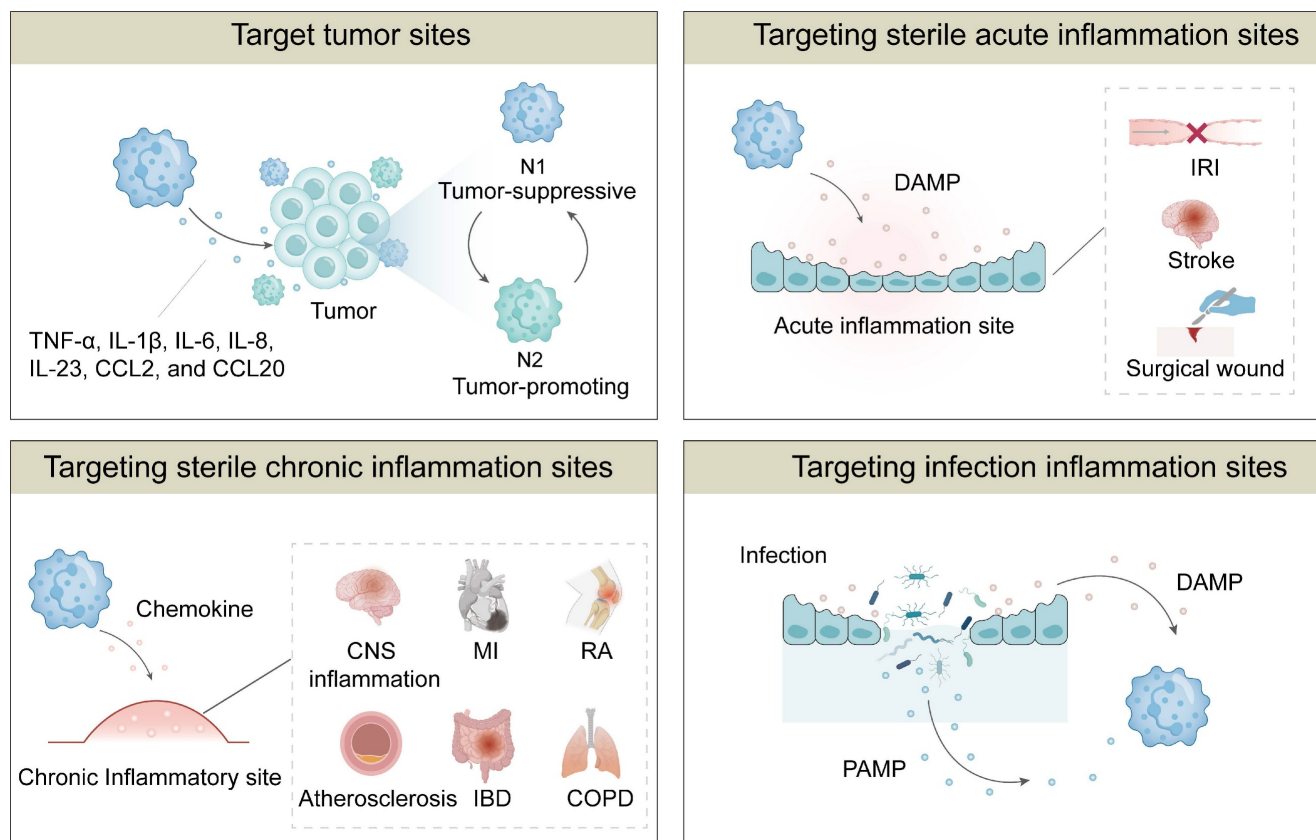 Target tumor sites
N1
Tumor-suppressive
Tumor
TNF-α, IL-1β, IL-6, IL-8,
IL-23, CCL2, and CCL20
N2
Tumor-promoting
Targeting sterile acute inflammation sites
DAMP
IRI
Stroke
Acute inflammation site
Surgical wound
Targeting sterile chronic inflammation sites
Chemokine
CNS
inflammation
MI
RA
Chronic Inflammatory site
Atherosclerosis
IBD
COPD
Targeting infection inflammation sites
Infection
DAMP
PAMP